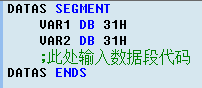 DATAS SEGMENT
VAR1 DB 31H
VAR2 DB 31H
;此处输入数据段代码
DATAS ENDS